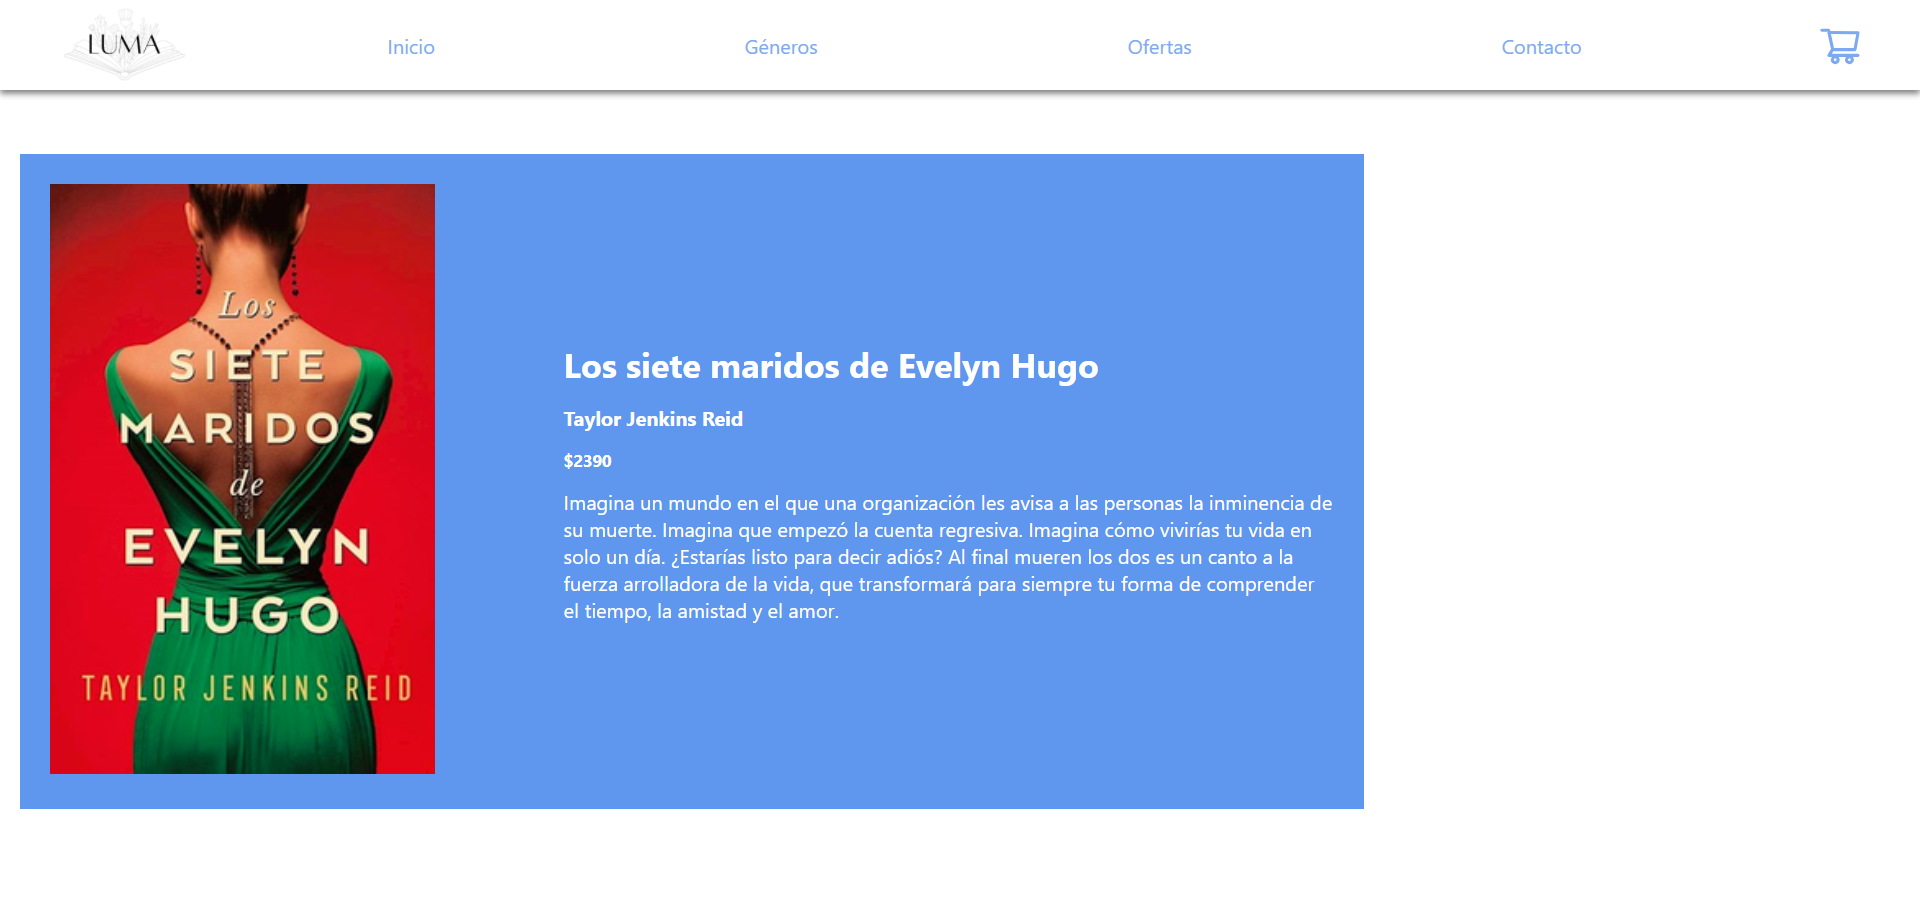 LUMA
Inicio
Géneros
Ofertas
Contacto
Los
SIETE
MARIDOS
de
EVELYN
HUGO
TAYLOR JENKINS REID
Los siete maridos de Evelyn Hugo
Taylor Jenkins Reid
$2390
Imagina un mundo en el que una organización les avisa a las personas la inminencia de
su muerte. Imagina que empezó la cuenta regresiva. Imagina cómo vivirías tu vida en
solo un día. ¿Estarías listo para decir adiós? Al final mueren los dos es un canto a la
fuerza arrolladora de la vida, que transformará para siempre tu forma de comprender
el tiempo, la amistad y el amor.